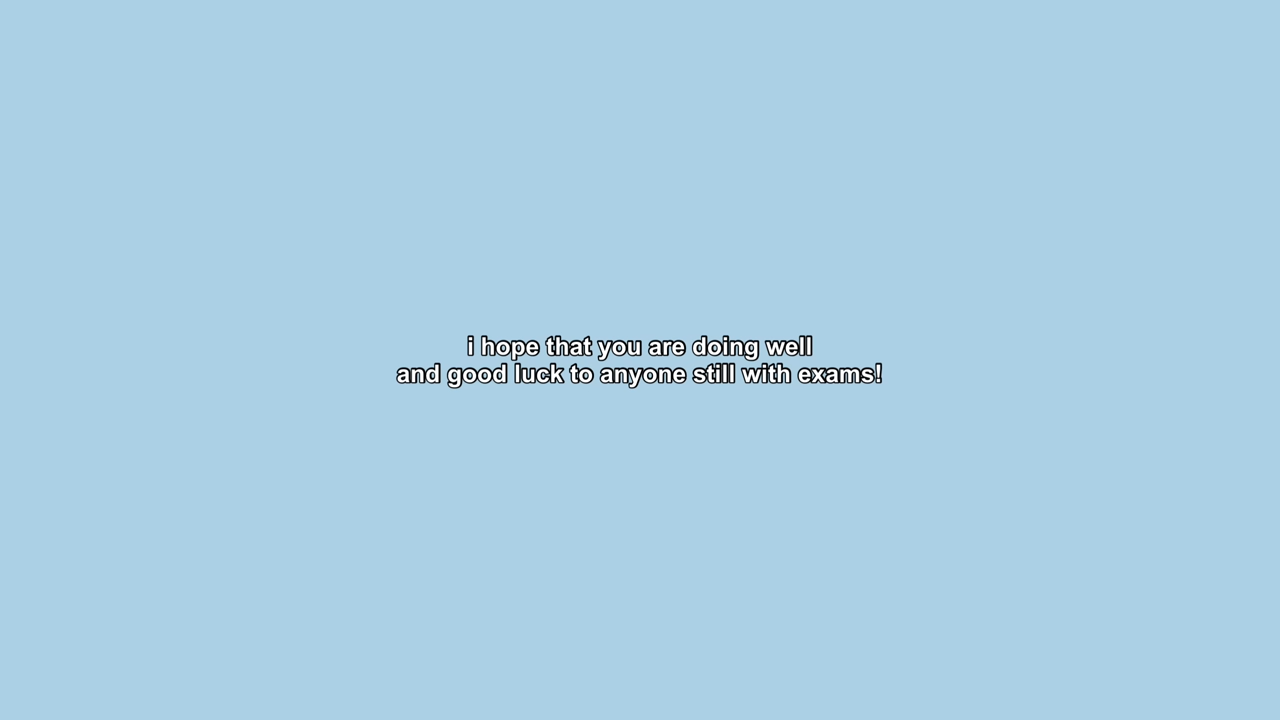 i hope that you are doing well
and good luck to anyone still with exams!